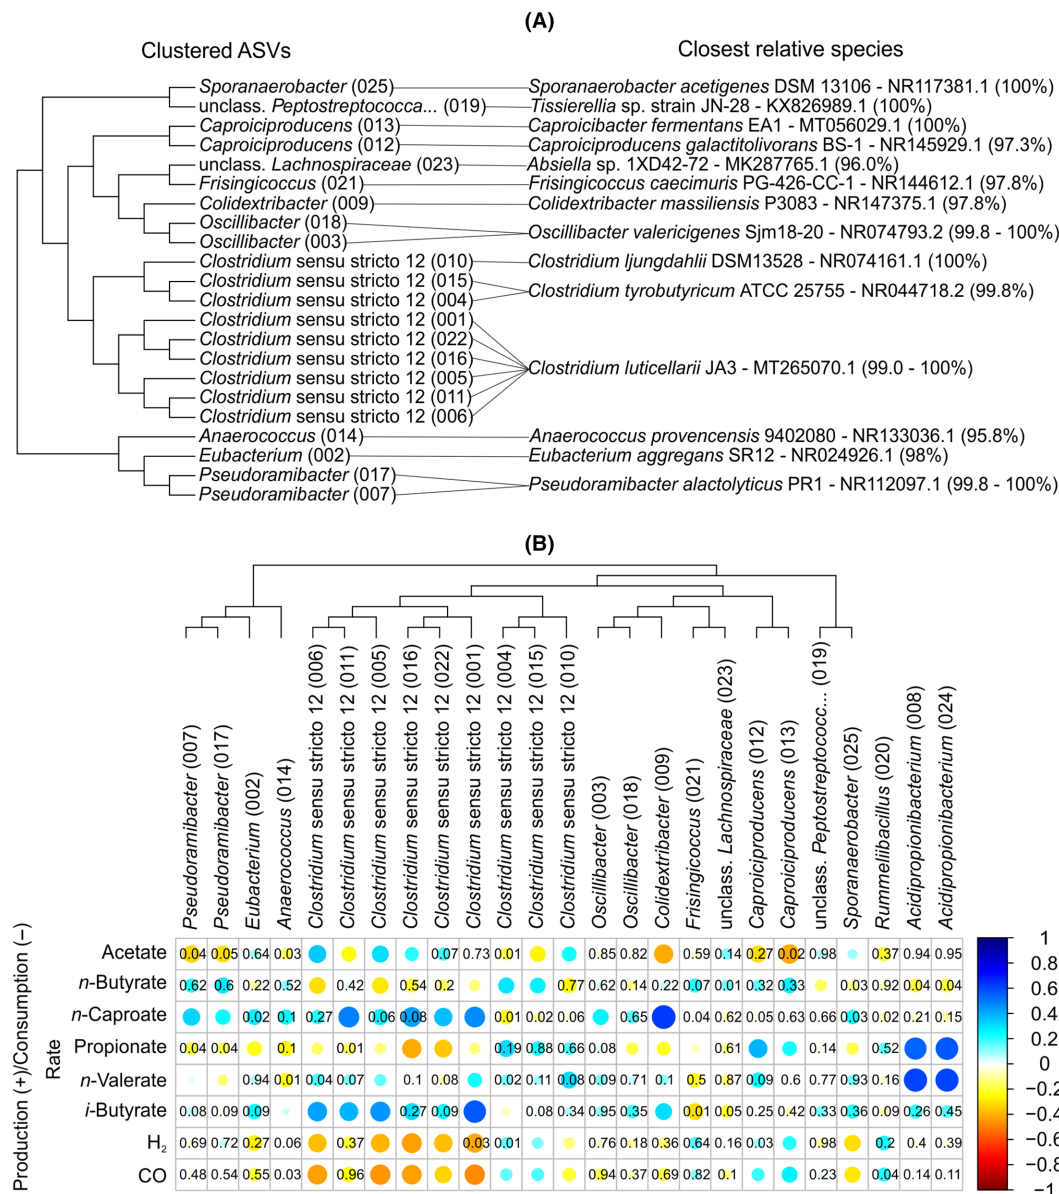 (A)
Clustered ASVs
Closest relative species
Sporanaerobacter (025) Sporanaerobacter acetigenes DSM 13106 - NR117381.1 (100%)
unclass. Peptostreptococca... (019) Tissierellia sp. strain JN-28 - KX826989.1 (100%)
Caproiciproducens (013) Caproicibacter fermentans EA1 - MT056029.1 (100%)
Caproiciproducens (012) Caproiciproducens galactitolivorans BS-1 - NR145929.1 (97.3%)
unclass. Lachnospiraceae (023) Absiella sp. 1XD42-72 - MK287765.1 (96.0%)
Frisingicoccus (021) Frisingicoccus caecimuris PG-426-CC-1 - NR144612.1 (97.8%)
Colidextribacter (009) Colidextribacter massiliensis P3083 - NR147375.1 (97.8%)
Oscillibacter (018)
Oscillibacter valericigenes Sjm18-20 - NR074793.2 (99.8 - 100%)
Oscillibacter (003)
Clostridium sensu stricto 12 (010) Clostridium ljungdahlii DSM13528 - NR074161.1 (100%)
Clostridium sensu stricto 12 (015)
Clostridium tyrobutyricum ATCC 25755 - NR044718.2 (99.8%)
Clostridium sensu stricto 12 (004)
Clostridium sensu stricto 12 (001)
Clostridium sensu stricto 12 (022)
Clostridium sensu stricto 12 (016)
Clostridium luticellarii JA3 - MT265070.1 (99.0 - 100%)
Clostridium sensu stricto 12 (005)
Clostridium sensu stricto 12 (011)
Clostridium sensu stricto 12 (006)
Anaerococcus (014) Anaerococcus provencensis 9402080 - NR133036.1 (95.8%)
Eubacterium (002) Eubacterium aggregans SR12 - NR024926.1 (98%)
Pseudoramibacter (017)
Pseudoramibacter alactolyticus PR1 - NR112097.1 (99.8 - 100%)
Pseudoramibacter (007)
(B)
Pseudoramibacter (007)
Pseudoramibacter (017)
Eubacterium (002)
Anaerococcus (014)
Clostridium sensu stricto 12 (006)
Clostridium sensu stricto 12 (011)
Clostridium sensu stricto 12 (005)
Clostridium sensu stricto 12 (016)
Clostridium sensu stricto 12 (022)
Clostridium sensu stricto 12 (001)
Clostridium sensu stricto 12 (004)
Clostridium sensu stricto 12 (015)
Clostridium sensu stricto 12 (010)
Oscillibacter (003)
Oscillibacter (018)
Colidextribacter (009)
Frisingicoccus (021)
unclass. Lachnospiraceae (023)
Caproiciproducens (012)
Caproiciproducens (013)
unclass. Peptostreptococc... (019)
Sporanaerobacter (025)
Rummeliibacillus (020)
Acidipropionibacterium (008)
Acidipropionibacterium (024)
Production (+)/Consumption (−)
Rate
Acetate 0.04 0.05 0.64 0.03 0.07 0.73 0.01 0.85 0.82 0.59 0.14 0.27 0.02 0.98 0.37 0.94 0.95
n-Butyrate 0.62 0.6 0.22 0.52 0.42 0.54 0.2 0.77 0.62 0.14 0.22 0.07 0.01 0.32 0.33 0.03 0.92 0.04 0.04
n-Caproate 0.02 0.1 0.27 0.06 0.08 0.01 0.02 0.06 0.65 0.04 0.62 0.05 0.63 0.66 0.03 0.02 0.21 0.15
Propionate 0.04 0.04 0.1 0.01 0.19 0.88 0.66 0.08 0.61 0.14 0.52
n-Valerate 0.94 0.01 0.04 0.07 0.1 0.08 0.02 0.11 0.08 0.09 0.71 0.1 0.5 0.87 0.09 0.6 0.77 0.93 0.16
i-Butyrate 0.08 0.09 0.09 0.27 0.09 0.08 0.34 0.95 0.35 0.01 0.05 0.25 0.42 0.33 0.36 0.09 0.26 0.45
H₂ 0.69 0.72 0.27 0.06 0.37 0.03 0.01 0.76 0.18 0.36 0.64 0.16 0.03 0.98 0.2 0.4 0.39
CO 0.48 0.54 0.55 0.03 0.96 0.94 0.37 0.69 0.82 0.1 0.23 0.04 0.14 0.11
1
0.8
0.6
0.4
0.2
0
−0.2
−0.4
−0.6
−0.8
−1